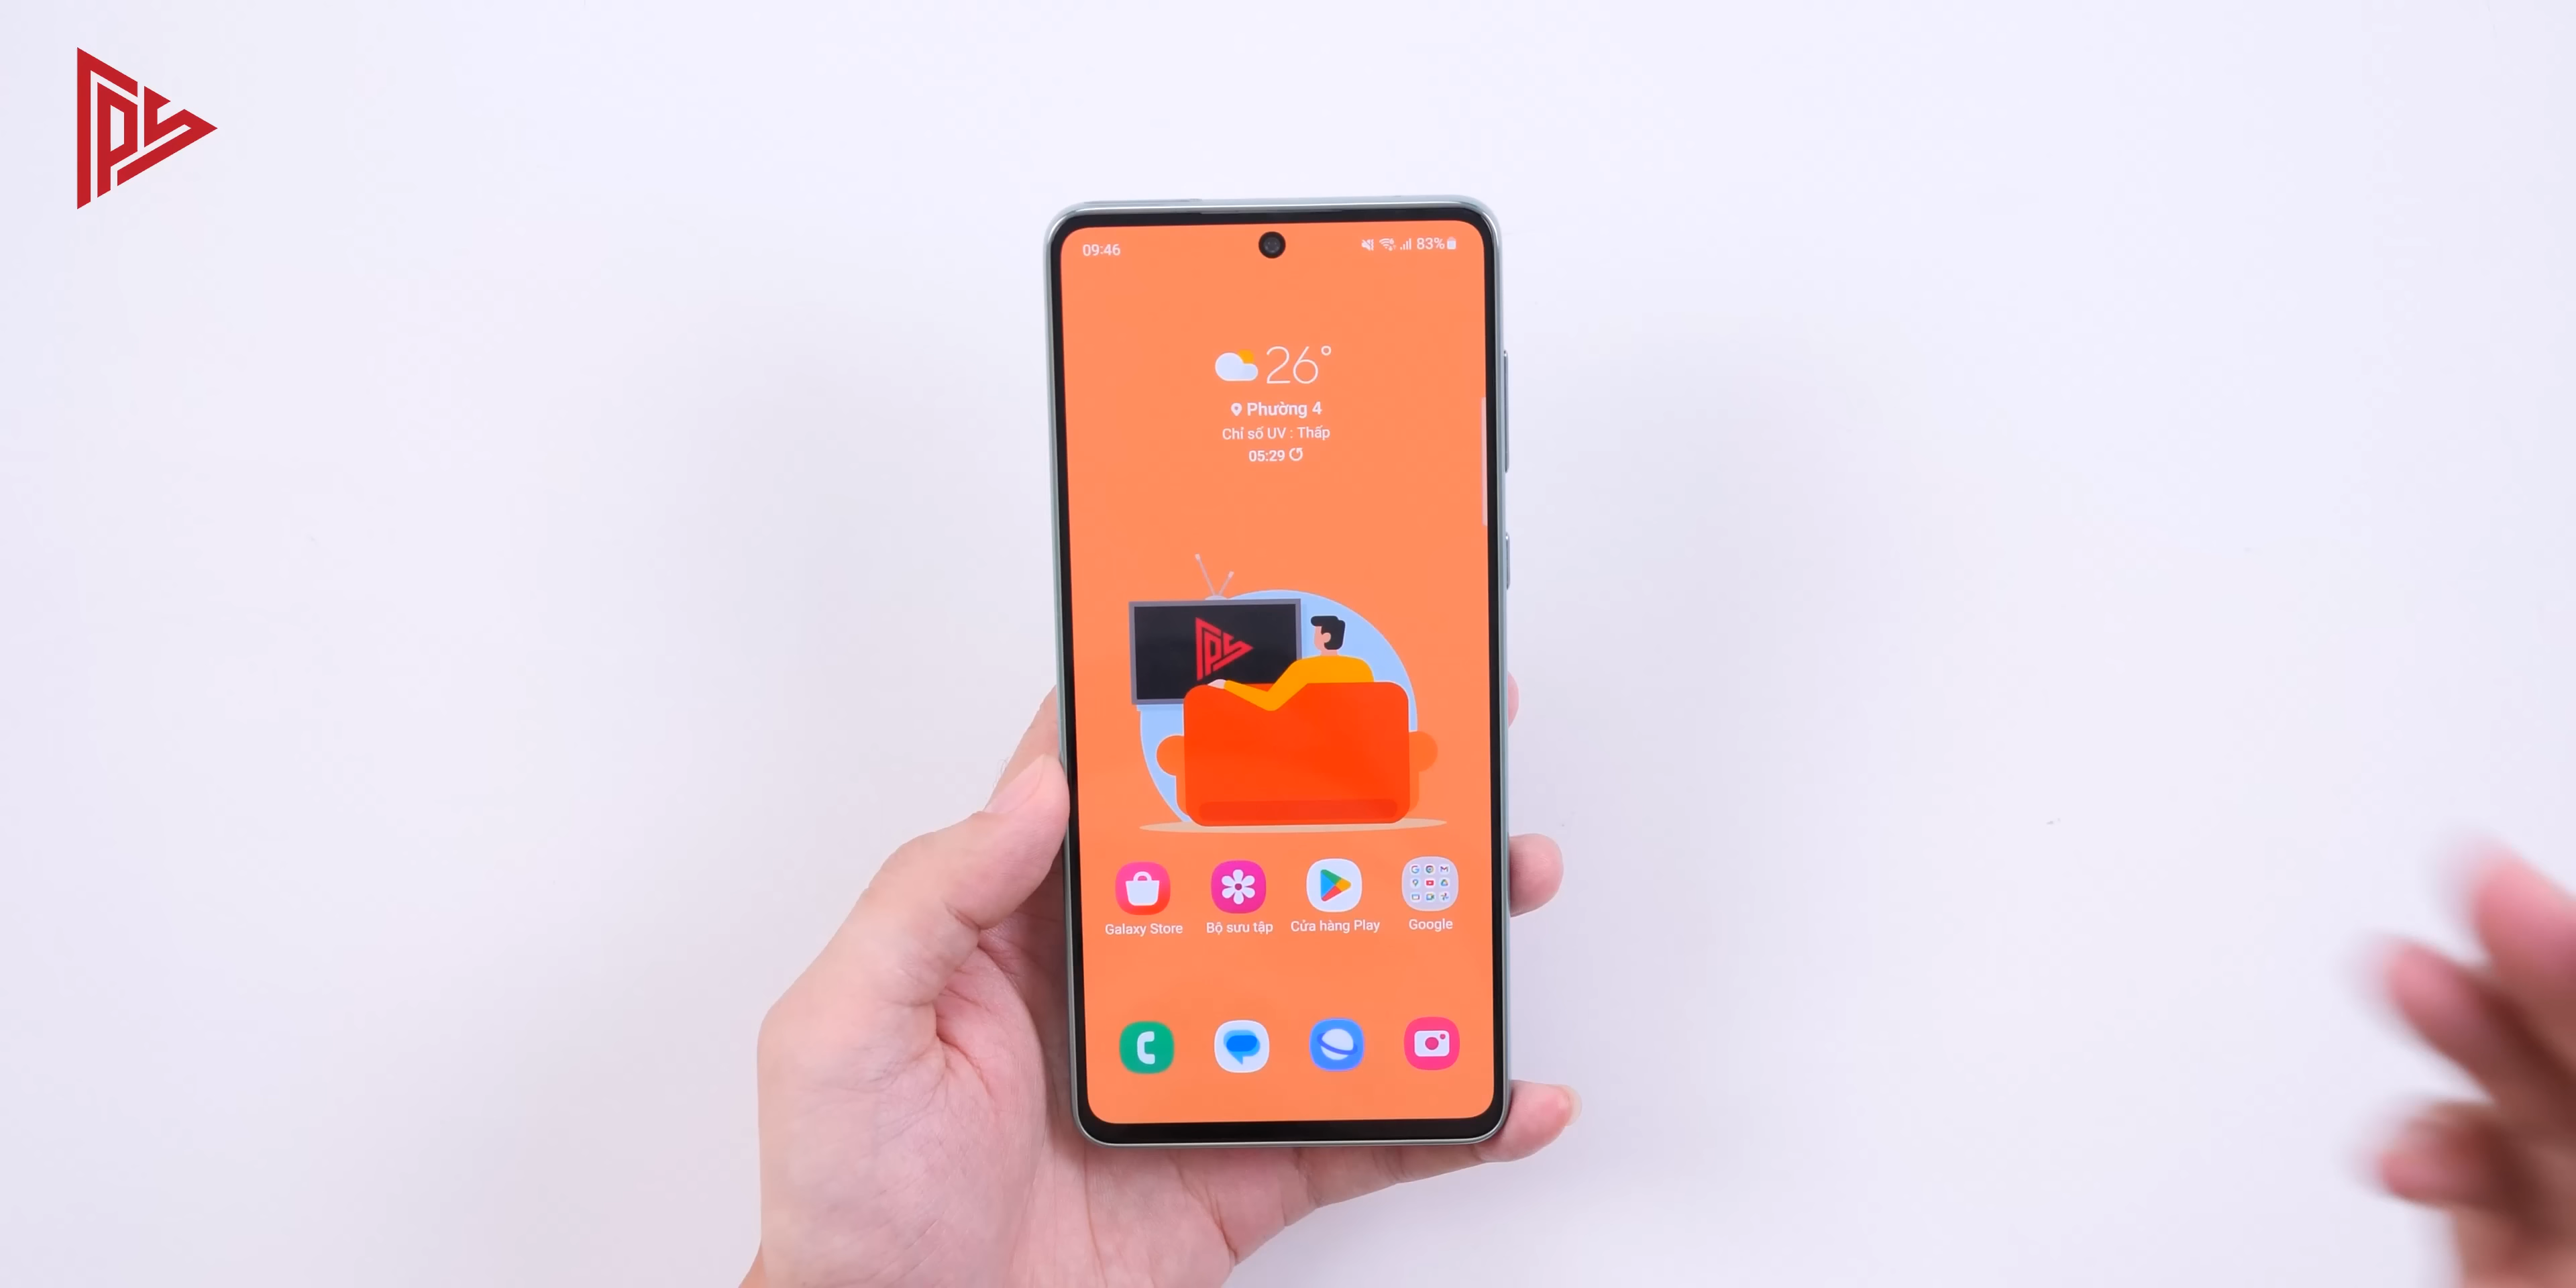 09:46
83%
26°
Phường 4
Chỉ số UV : Thấp
05:29
Galaxy Store
Bộ sưu tập
Cửa hàng Play
Google